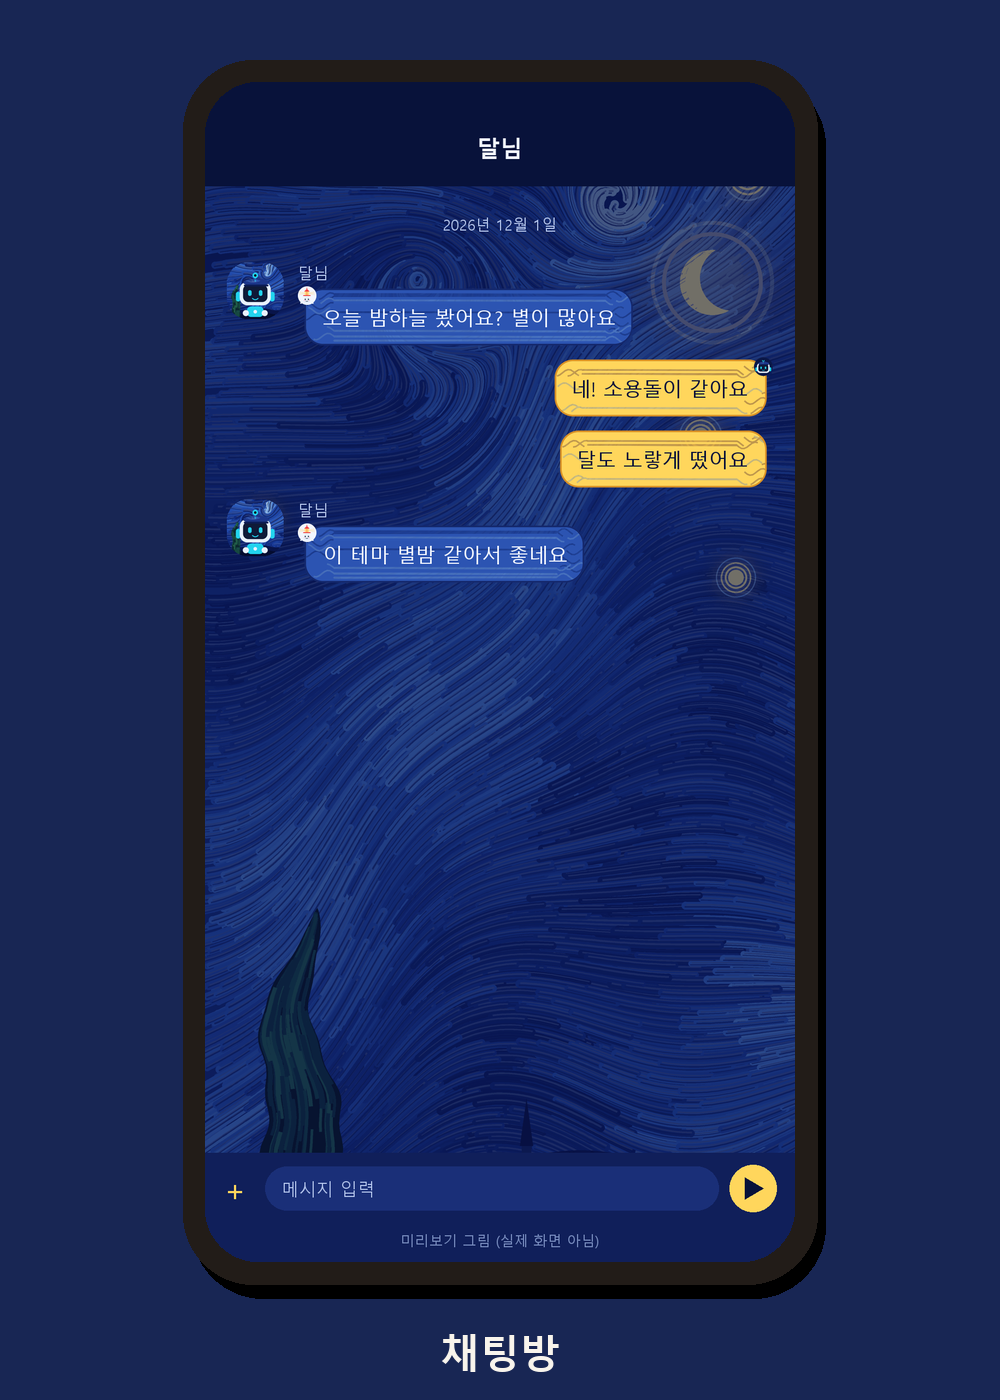 달님
2026년 12월 1일
달님
오늘 밤하늘 봤어요? 별이 많아요
네! 소용돌이 같아요
달도 노랗게 떴어요
달님
이 테마 별밤 같아서 좋네요
+
메시지 입력
미리보기 그림 (실제 화면 아님)
채팅방